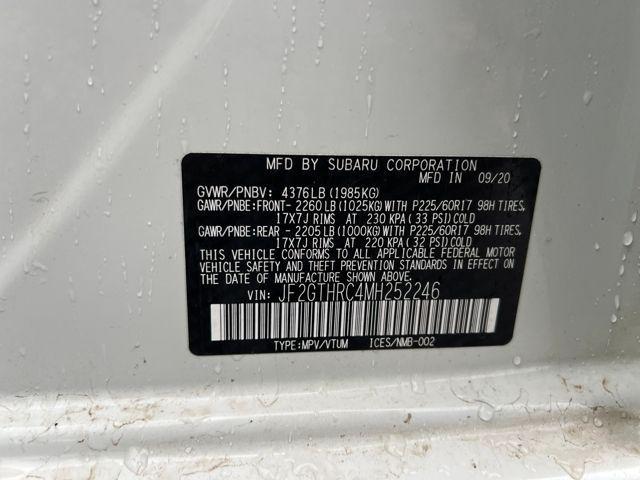 MFD BY SUBARU CORPORATION
MFD IN 09/20
GVWR/PNBV: 4376LB (1985KG)
GAWR/PNBE:FRONT- 2260LB (1025KG) WITH P225/60R17 98H TIRES,
17X7J RIMS AT 230 KPA (33 PSI) COLD
GAWR/PNBE:REAR - 2205LB (1000KG) WITH P225/60R17 98H TIRES,
17X7J RIMS AT 220 KPA (32 PSI) COLD
THIS VEHICLE CONFORMS TO ALL APPLICABLE FEDERAL MOTOR
VEHICLE SAFETY AND THEFT PREVENTION STANDARDS IN EFFECT
ON THE DATE OF MANUFACTURE SHOWN ABOVE.
VIN: JF2GTHRC4MH252246
TYPE:MPV/VTUM ICES/NMB-002